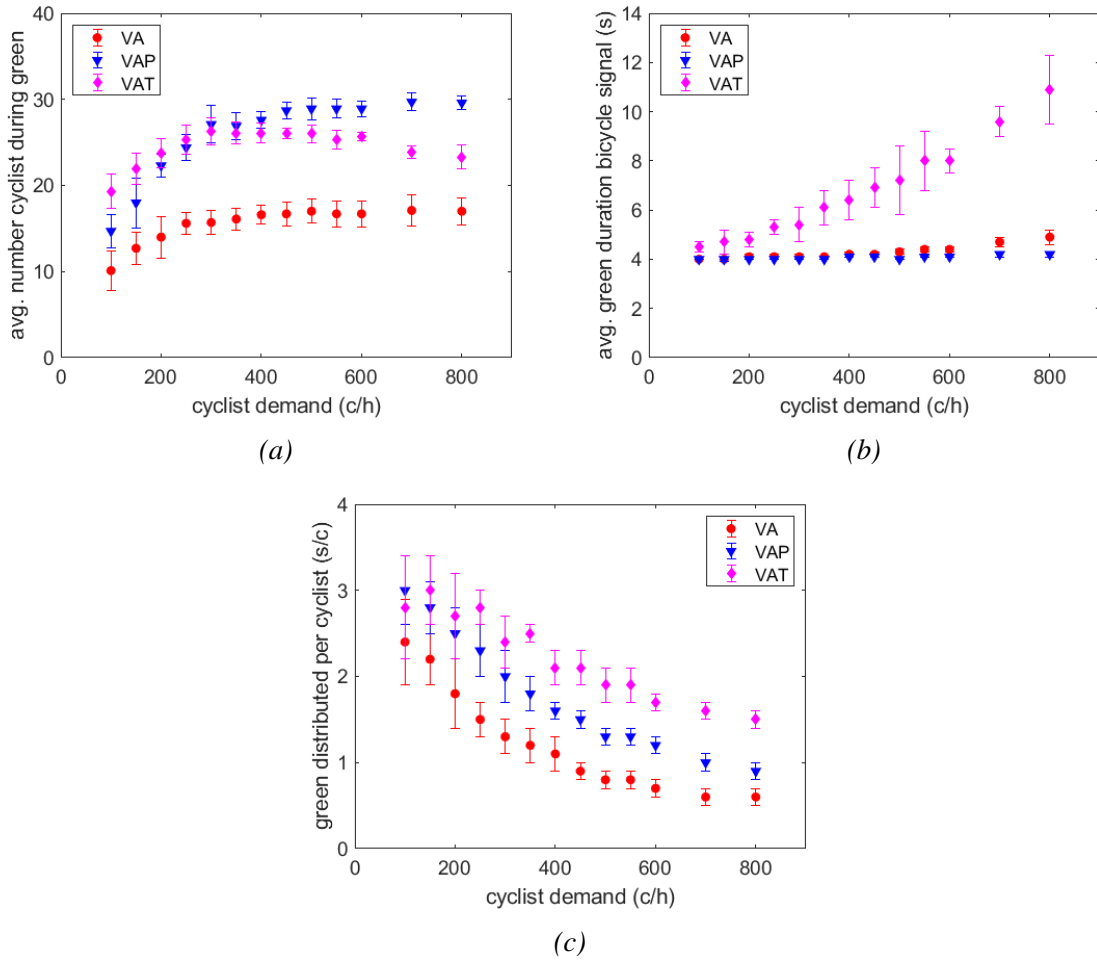 avg. number cyclist during green
40
30
20
10
0
VA
VAP
VAT
0 200 400 600 800
cyclist demand (c/h)
(a)
avg. green duration bicycle signal (s)
14
12
10
8
6
4
2
0
VA
VAP
VAT
0 200 400 600 800
cyclist demand (c/h)
(b)
green distributed per cyclist (s/c)
4
3
2
1
0
VA
VAP
VAT
0 200 400 600 800
cyclist demand (c/h)
(c)